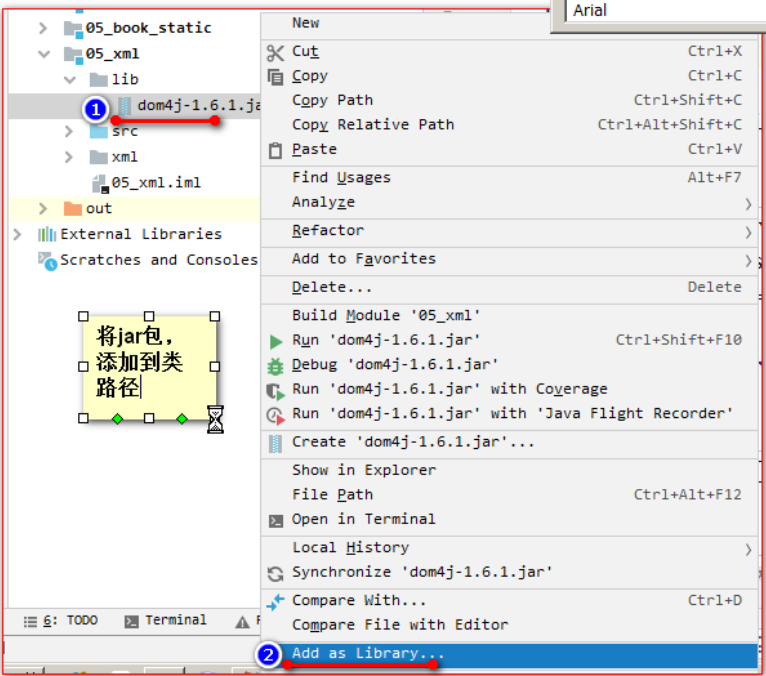 Arial
05_book_static
05_xml
lib
1
dom4j-1.6.1.ja
src
xml
05_xml.iml
out
External Libraries
Scratches and Consoles
将jar包，
添加到类
路径
6: TODO
Terminal
New
Cut Ctrl+X
Copy Ctrl+C
Copy Path Ctrl+Shift+C
Copy Relative Path Ctrl+Alt+Shift+C
Paste Ctrl+V
Find Usages Alt+F7
Analyze
Refactor
Add to Favorites
Delete... Delete
Build Module '05_xml'
Run 'dom4j-1.6.1.jar' Ctrl+Shift+F10
Debug 'dom4j-1.6.1.jar'
Run 'dom4j-1.6.1.jar' with Coverage
Run 'dom4j-1.6.1.jar' with 'Java Flight Recorder'
Create 'dom4j-1.6.1.jar'...
Show in Explorer
File Path Ctrl+Alt+F12
Open in Terminal
Local History
Synchronize 'dom4j-1.6.1.jar'
Compare With... Ctrl+D
Compare File with Editor
2 Add as Library...